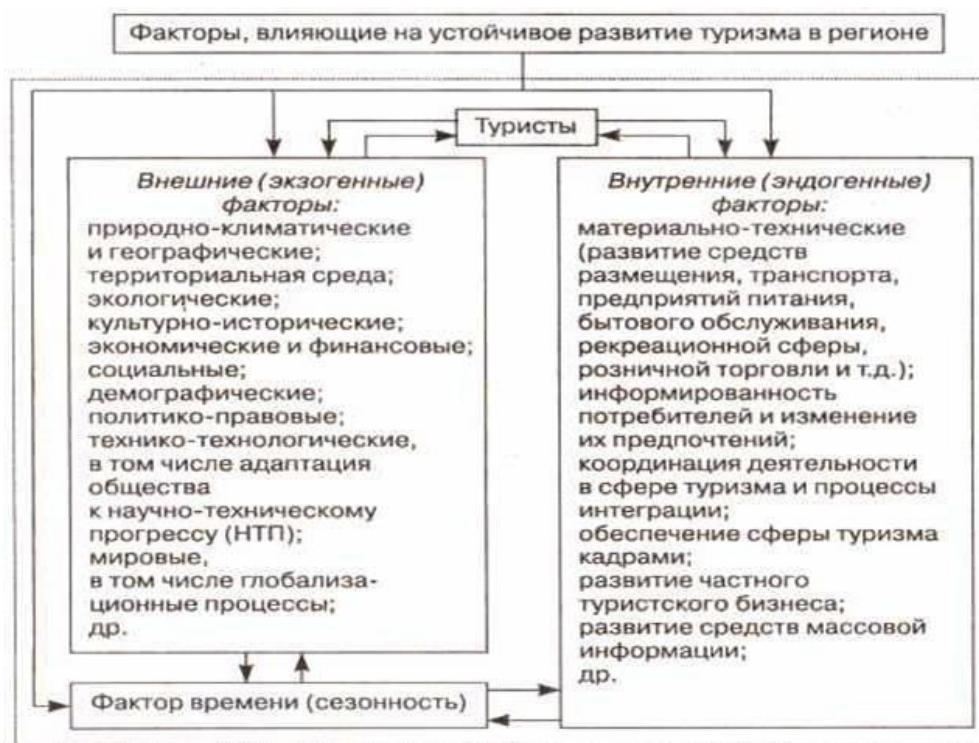 Факторы, влияющие на устойчивое развитие туризма в регионе
Туристы
Внешние (экзогенные)
факторы:
природно-климатические
и географические;
территориальная среда;
экологические;
культурно-исторические;
экономические и финансовые;
социальные;
демографические;
политико-правовые;
технико-технологические,
в том числе адаптация
общества
к научно-техническому
прогрессу (НТП);
мировые,
в том числе глобализа-
ционные процессы;
др.
Внутренние (эндогенные)
факторы:
материально-технические
(развитие средств
размещения, транспорта,
предприятий питания,
бытового обслуживания,
рекреационной сферы,
розничной торговли и т.д.);
информированность
потребителей и изменение
их предпочтений;
координация деятельности
в сфере туризма и процессы
интеграции;
обеспечение сферы туризма
кадрами;
развитие частного
туристского бизнеса;
развитие средств массовой
информации;
др.
Фактор времени (сезонность)